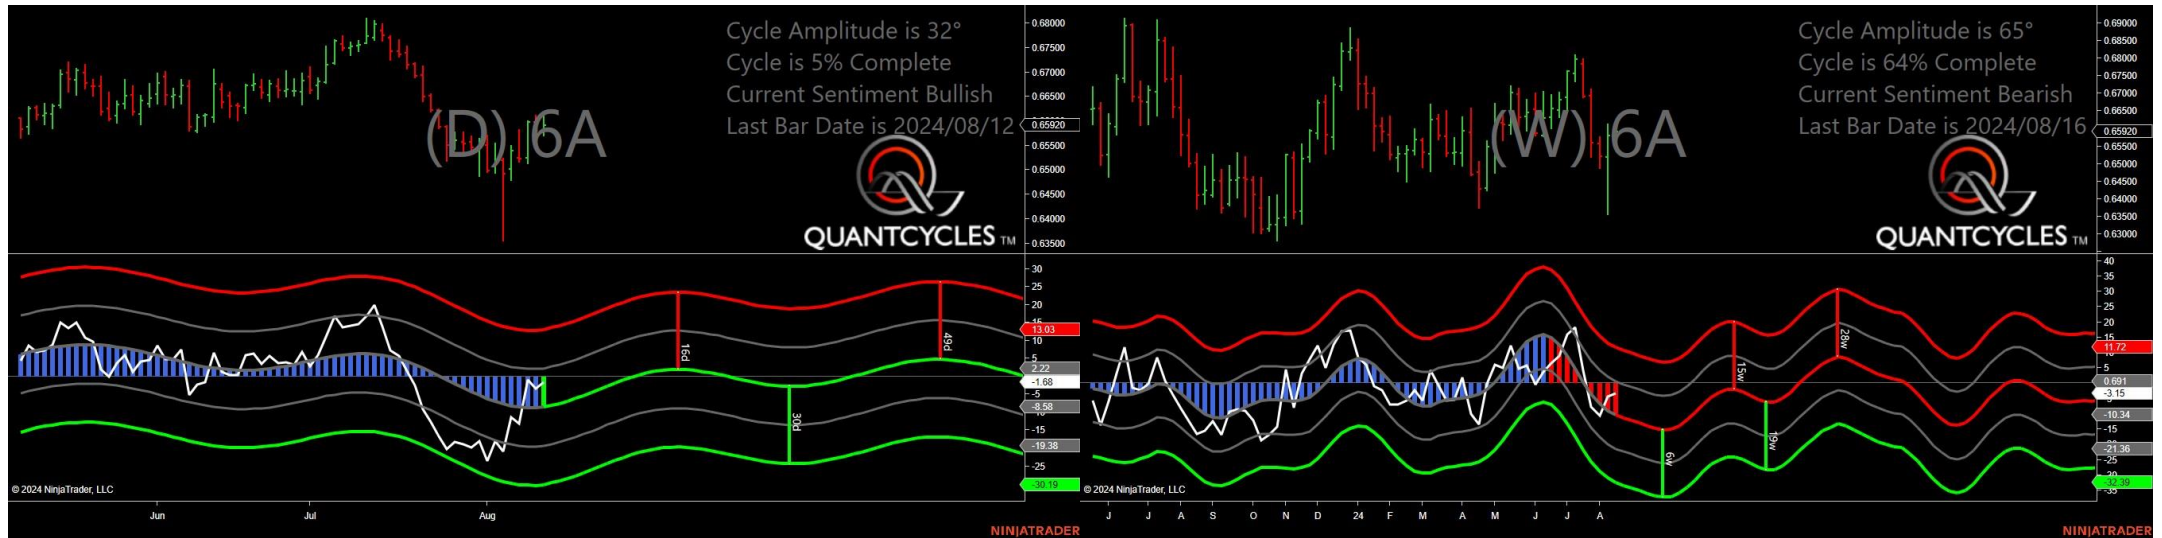 Cycle Amplitude is 32°
Cycle is 5% Complete
Current Sentiment Bullish
Last Bar Date is 2024/08/12
(D) 6A
QUANTCYCLES TM
0.68000
0.67500
0.67000
0.66500
0.65920
0.65500
0.65000
0.64500
0.64000
0.63500
30
25
20
15
13.03
10
5
2.22
-1.68
-5
-8.58
-15
-19.38
-25
-30.19
16d
30d
49d
© 2024 NinjaTrader, LLC
Jun
Jul
Aug
NINJATRADER
Cycle Amplitude is 65°
Cycle is 64% Complete
Current Sentiment Bearish
Last Bar Date is 2024/08/16
(W) 6A
QUANTCYCLES TM
0.69000
0.68500
0.68000
0.67500
0.67000
0.66500
0.65920
0.65500
0.65000
0.64500
0.64000
0.63500
0.63000
40
35
30
25
20
15
11.72
5
0.691
-3.15
-10.34
-15
-21.36
-25
-30
-32.39
-35
6w
15w
19w
28w
© 2024 NinjaTrader, LLC
J
J
A
S
O
N
D
24
F
M
A
M
J
J
A
NINJATRADER